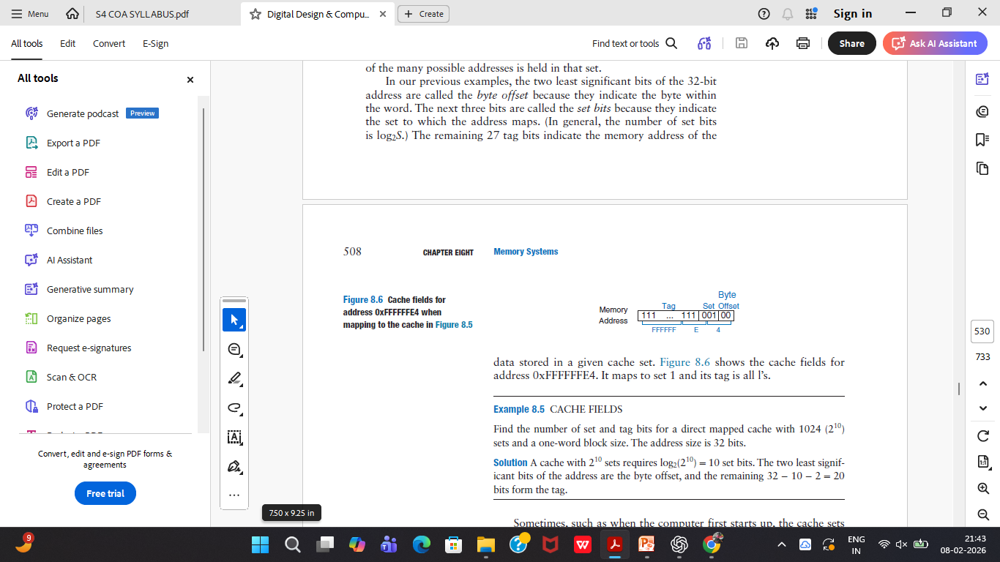 Menu
S4 COA SYLLABUS.pdf
Digital Design & Compu...
Create
Sign in
All tools
Edit
Convert
E-Sign
Find text or tools
Share
Ask AI Assistant
All tools
Generate podcast
Preview
Export a PDF
Edit a PDF
Create a PDF
Combine files
AI Assistant
Generative summary
Organize pages
Request e-signatures
Scan & OCR
Protect a PDF
Convert, edit and e-sign PDF forms &
agreements
Free trial
of the many possible addresses is held in that set.
In our previous examples, the two least significant bits of the 32-bit
address are called the byte offset because they indicate the byte within
the word. The next three bits are called the set bits because they indicate
the set to which the address maps. (In general, the number of set bits
is log₂S.) The remaining 27 tag bits indicate the memory address of the
508
CHAPTER EIGHT
Memory Systems
Figure 8.6 Cache fields for
address 0xFFFFFFE4 when
mapping to the cache in Figure 8.5
Byte
Tag Set Offset
Memory
Address
111 ... 111 001 00
FFFFFF E 4
data stored in a given cache set. Figure 8.6 shows the cache fields for
address 0xFFFFFFE4. It maps to set 1 and its tag is all l's.
Example 8.5 CACHE FIELDS
Find the number of set and tag bits for a direct mapped cache with 1024 (2¹⁰)
sets and a one-word block size. The address size is 32 bits.
Solution A cache with 2¹⁰ sets requires log₂(2¹⁰) = 10 set bits. The two least signif-
icant bits of the address are the byte offset, and the remaining 32 − 10 − 2 = 20
bits form the tag.
Sometimes, such as when the computer first starts up, the cache sets
7.50 x 9.25 in
530
733
1:1
9
ENG
IN
21:43
08-02-2026